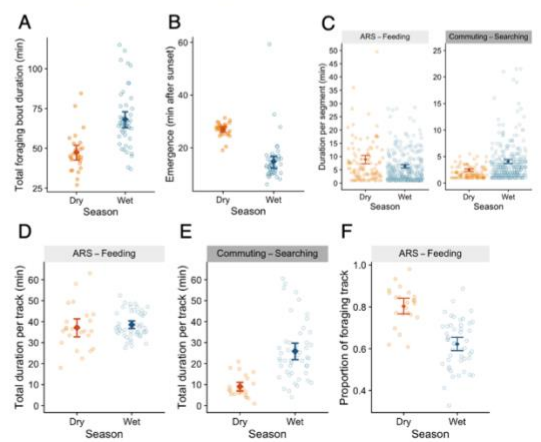 A
Total foraging bout duration (min)
100
75
50
25
Dry
Wet
Season
B
Emergence (min after sunset)
60
40
20
Dry
Wet
Season
C
ARS – Feeding
Duration per segment (min)
50
45
40
35
30
25
20
15
10
5
0
Dry
Wet
Season
Commuting – Searching
25
20
15
10
5
0
Dry
Wet
Season
D
ARS – Feeding
Total duration per track (min)
60
50
40
30
20
10
0
Dry
Wet
Season
E
Commuting – Searching
Total duration per track (min)
60
50
40
30
20
10
0
Dry
Wet
Season
F
ARS – Feeding
Proportion of foraging track
1.0
0.8
0.6
0.4
Dry
Wet
Season